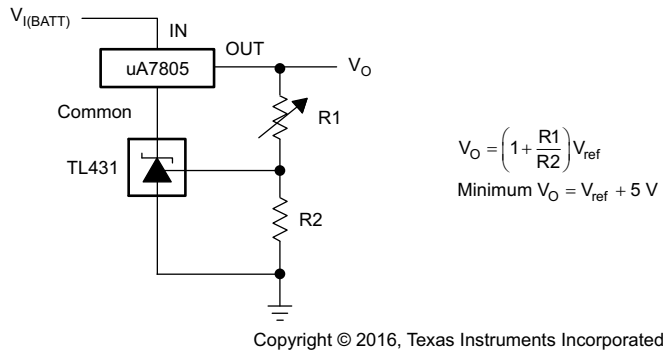 V_I(BATT)
IN
OUT
uA7805
V_O
Common
R1
TL431
R2
V_O = (1 + R1/R2) V_ref
Minimum V_O = V_ref + 5 V
Copyright © 2016, Texas Instruments Incorporated